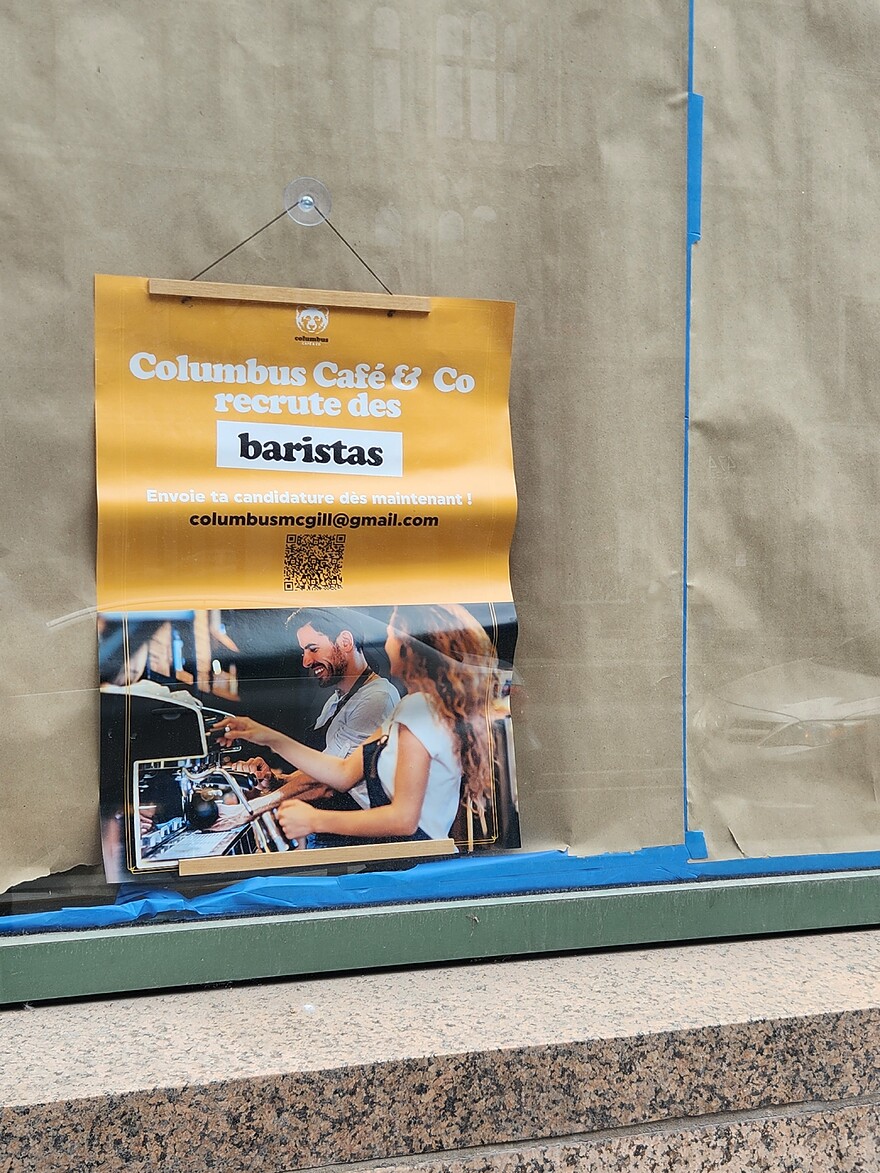 columbus
Columbus Café & Co
recrute des
baristas
Envoie ta candidature dès maintenant !
columbusmcgill@gmail.com